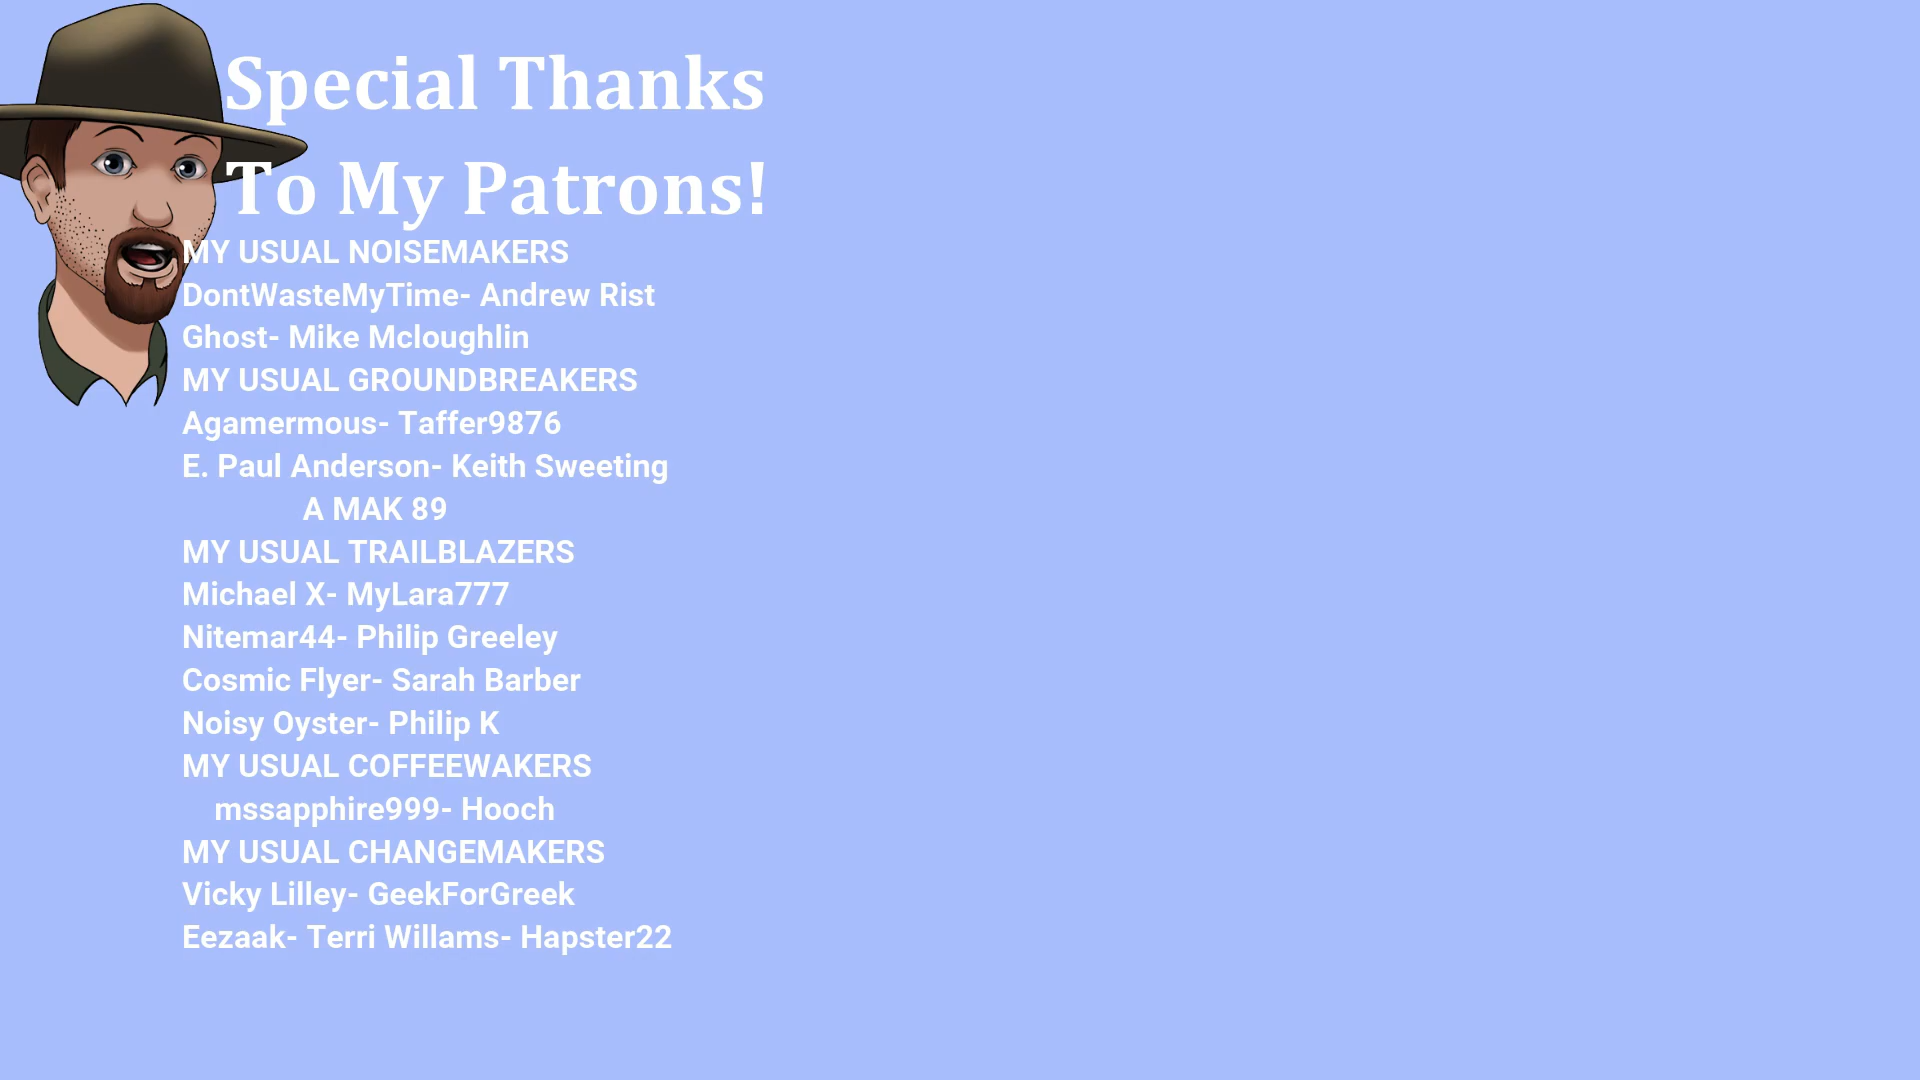 Special Thanks
To My Patrons!
MY USUAL NOISEMAKERS
DontWasteMyTime- Andrew Rist
Ghost- Mike Mcloughlin
MY USUAL GROUNDBREAKERS
Agamermous- Taffer9876
E. Paul Anderson- Keith Sweeting
A MAK 89
MY USUAL TRAILBLAZERS
Michael X- MyLara777
Nitemar44- Philip Greeley
Cosmic Flyer- Sarah Barber
Noisy Oyster- Philip K
MY USUAL COFFEEWAKERS
mssapphire999- Hooch
MY USUAL CHANGEMAKERS
Vicky Lilley- GeekForGreek
Eezaak- Terri Willams- Hapster22